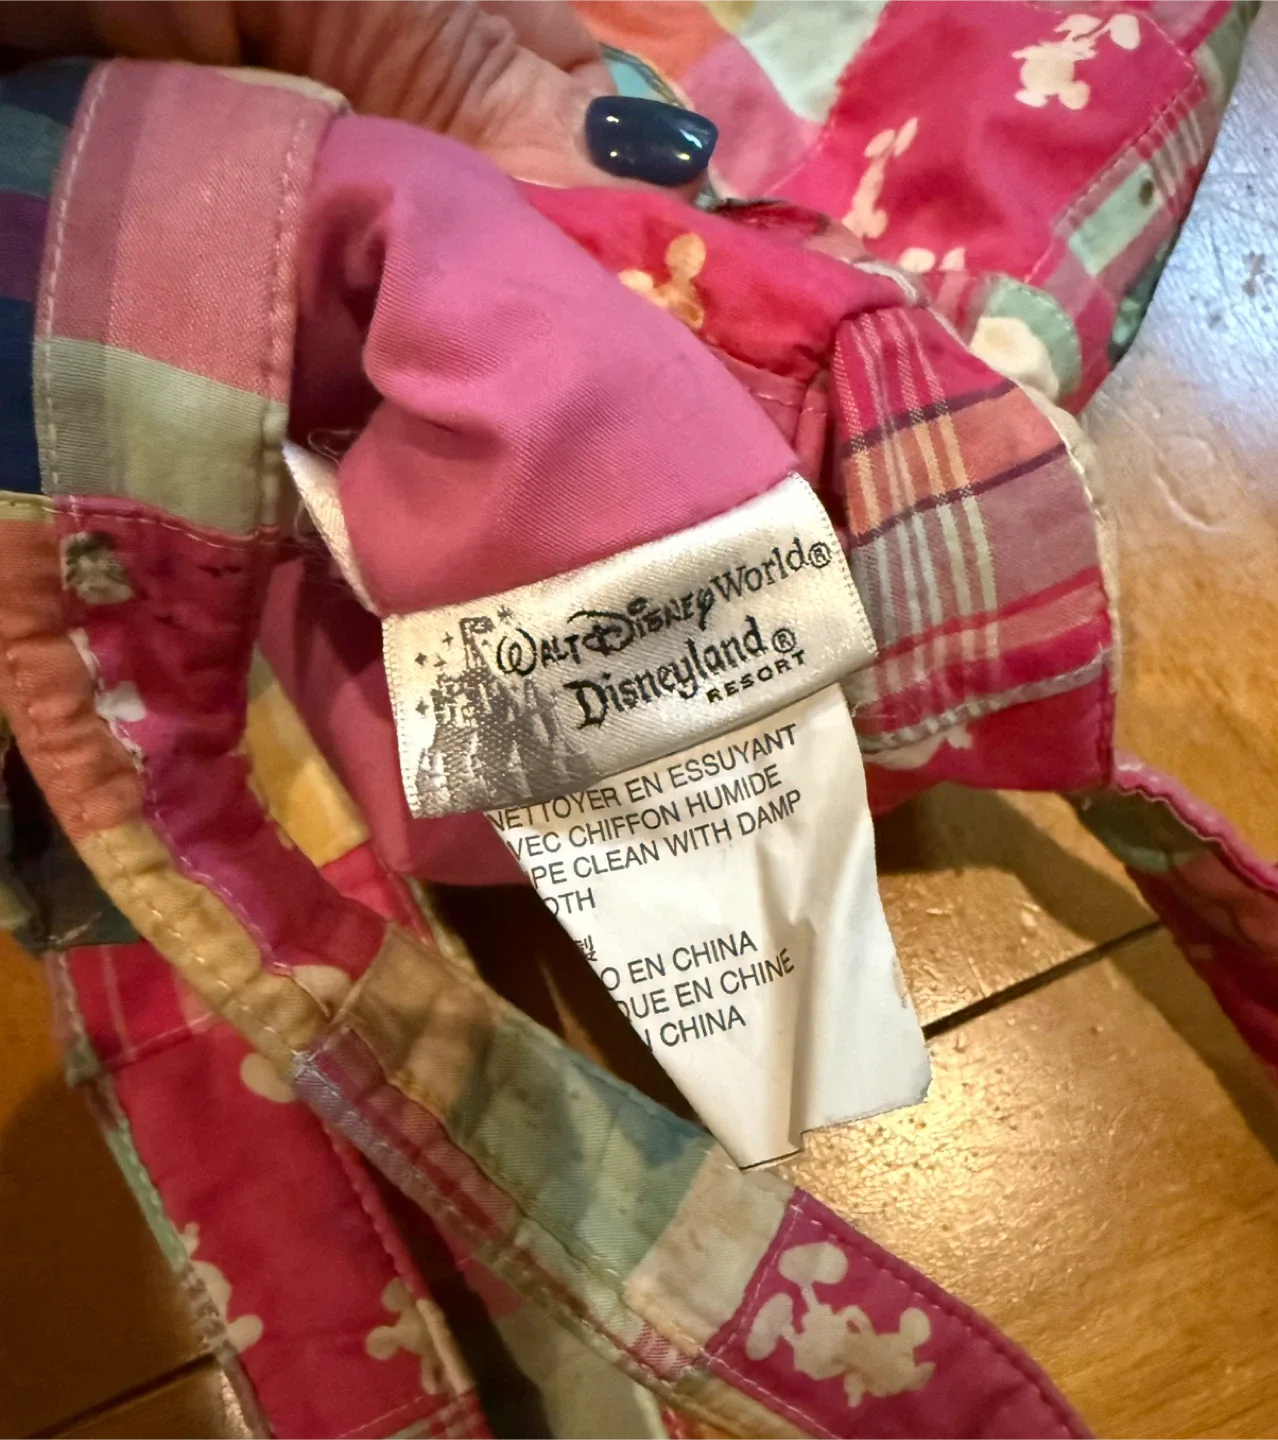 WALT DISNEY World®
Disneyland®
RESORT
NETTOYER EN ESSUYANT
VEC CHIFFON HUMIDE
PE CLEAN WITH DAMP
OTH
製
O EN CHINA
QUE EN CHINE
N CHINA